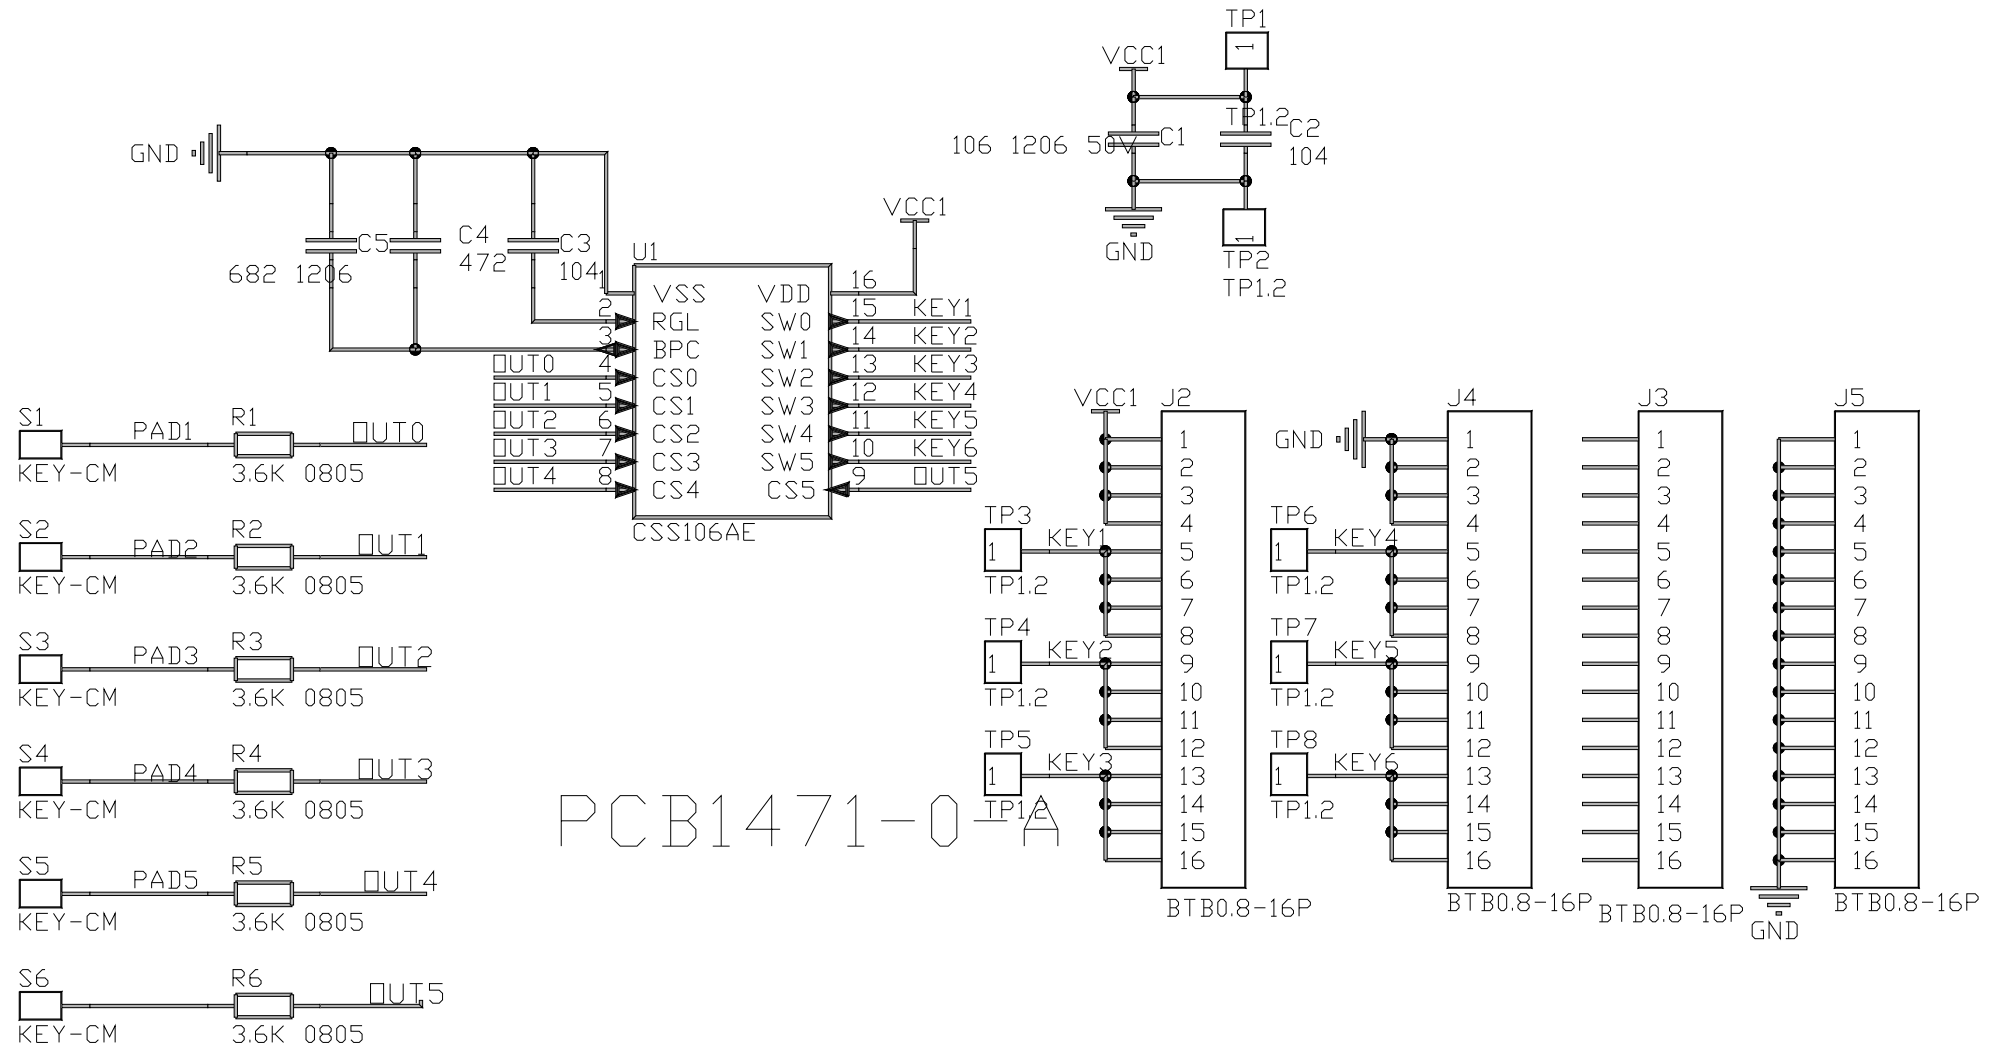 TP1
1
VCC1
TP1.2
C1
C2
106 1206 50V
104
GND
TP2
1
TP1.2
GND
C5
682 1206
C4
472
C3
104
VCC1
U1
1 VSS VDD 16
2 RGL SW0 15 KEY1
3 BPC SW1 14 KEY2
OUT0 4 CS0 SW2 13 KEY3
OUT1 5 CS1 SW3 12 KEY4
OUT2 6 CS2 SW4 11 KEY5
OUT3 7 CS3 SW5 10 KEY6
OUT4 8 CS4 CS5 9 OUT5
CSS106AE
S1 PAD1 R1 OUT0
KEY-CM 3.6K 0805
S2 PAD2 R2 OUT1
KEY-CM 3.6K 0805
S3 PAD3 R3 OUT2
KEY-CM 3.6K 0805
S4 PAD4 R4 OUT3
KEY-CM 3.6K 0805
S5 PAD5 R5 OUT4
KEY-CM 3.6K 0805
S6 R6 OUT5
KEY-CM 3.6K 0805
PCB1471-0-A
VCC1
J2
1
2
3
4
5
6
7
8
9
10
11
12
13
14
15
16
BTB0.8-16P
TP3
1 KEY1
TP1.2
TP4
1 KEY2
TP1.2
TP5
1 KEY3
TP1.2
GND
J4
1
2
3
4
5
6
7
8
9
10
11
12
13
14
15
16
BTB0.8-16P
TP6
1 KEY4
TP1.2
TP7
1 KEY5
TP1.2
TP8
1 KEY6
TP1.2
J3
1
2
3
4
5
6
7
8
9
10
11
12
13
14
15
16
BTB0.8-16P
J5
1
2
3
4
5
6
7
8
9
10
11
12
13
14
15
16
BTB0.8-16P
GND